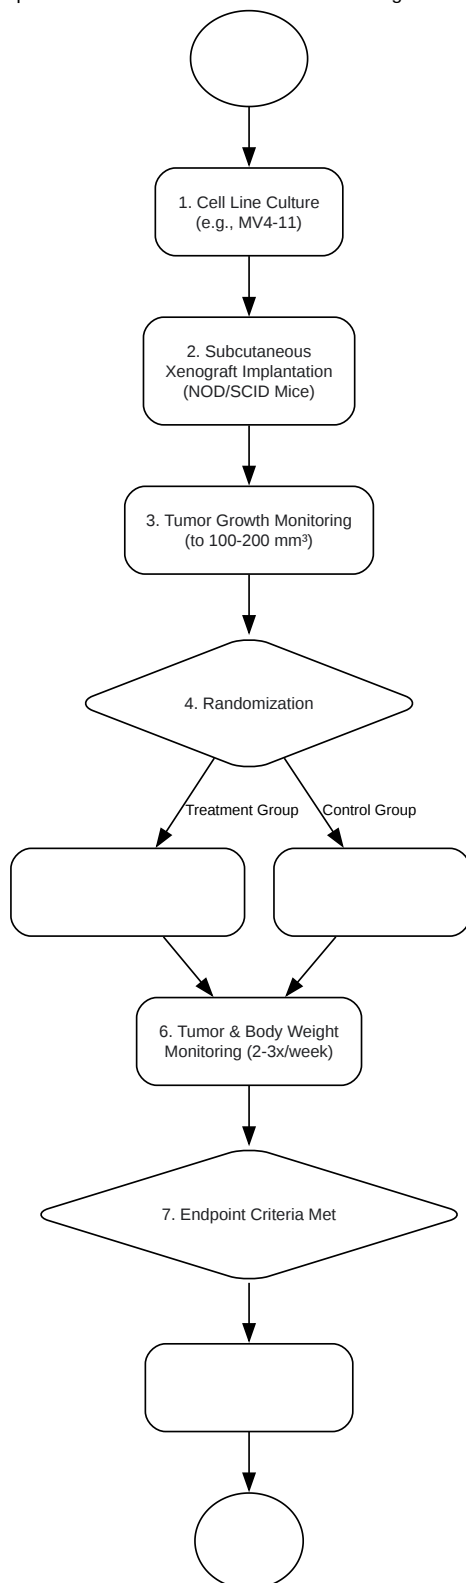 1. Cell Line Culture
(e.g., MV4-11)
2. Subcutaneous
Xenograft Implantation
(NOD/SCID Mice)
3. Tumor Growth Monitoring
(to 100-200 mm³)
4. Randomization
Treatment Group
Control Group
6. Tumor & Body Weight
Monitoring (2-3x/week)
7. Endpoint Criteria Met